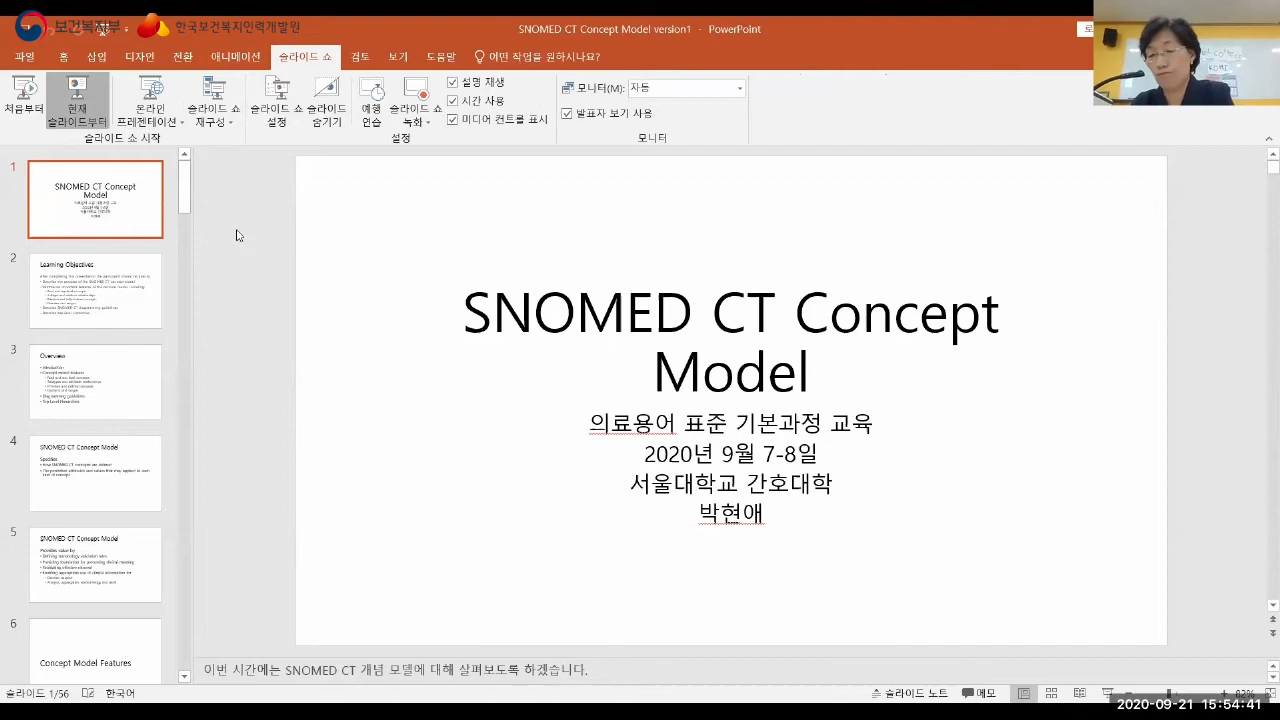 보건복지부 한국보건복지인력개발원
SNOMED CT Concept Model version1 - PowerPoint
파일 홈 삽입 디자인 전환 애니메이션 슬라이드 쇼 검토 보기 도움말 어떤 작업을 원하시나요?
처음부터
현재
슬라이드부터
온라인
프레젠테이션
슬라이드 쇼
재구성
슬라이드 쇼
설정
슬라이드
숨기기
예행
연습
슬라이드 쇼
녹화
설명 재생
시간 사용
미디어 컨트롤 표시
모니터(M): 자동
발표자 보기 사용
슬라이드 쇼 시작
설정
모니터
1
SNOMED CT Concept
Model
2
Learning Objectives
3
Overview
4
SNOMED CT Concept Model
5
SNOMED CT Concept Model
6
Concept Model Features
SNOMED CT Concept
Model
의료용어 표준 기본과정 교육
2020년 9월 7-8일
서울대학교 간호대학
박현애
이번 시간에는 SNOMED CT 개념 모델에 대해 살펴보도록 하겠습니다.
슬라이드 1/56 한국어
슬라이드 노트 메모
82%
2020-09-21 15:54:41